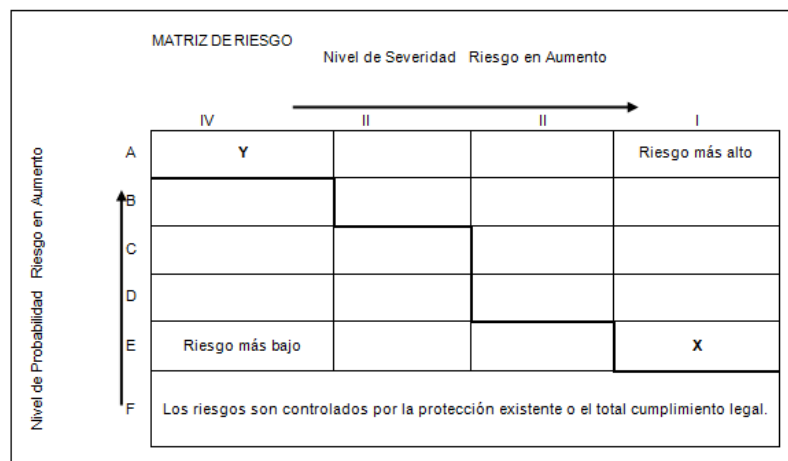 MATRIZ DE RIESGO
Nivel de Severidad Riesgo en Aumento
IV II II I
Nivel de Probabilidad Riesgo en Aumento
A Y Riesgo más alto
B
C
D
E Riesgo más bajo X
F Los riesgos son controlados por la protección existente o el total cumplimiento legal.